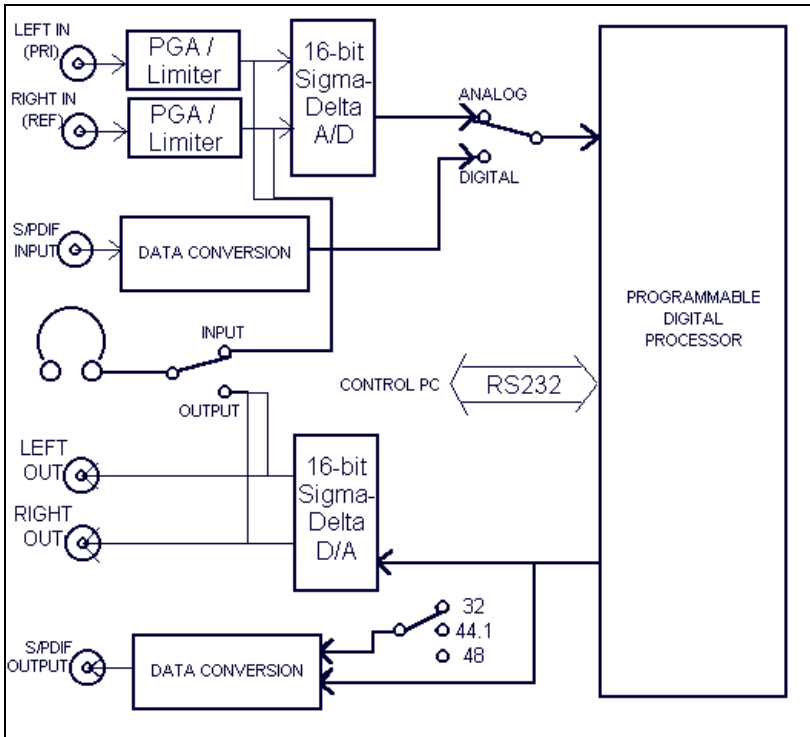 LEFT IN
(PRI)
PGA /
Limiter
16-bit
Sigma-
Delta
A/D
RIGHT IN
(REF)
PGA /
Limiter
ANALOG
DIGITAL
S/PDIF
INPUT
DATA CONVERSION
PROGRAMMABLE
DIGITAL
PROCESSOR
INPUT
OUTPUT
CONTROL PC
RS232
LEFT
OUT
RIGHT
OUT
16-bit
Sigma-
Delta
D/A
32
44.1
48
S/PDIF
OUTPUT
DATA CONVERSION